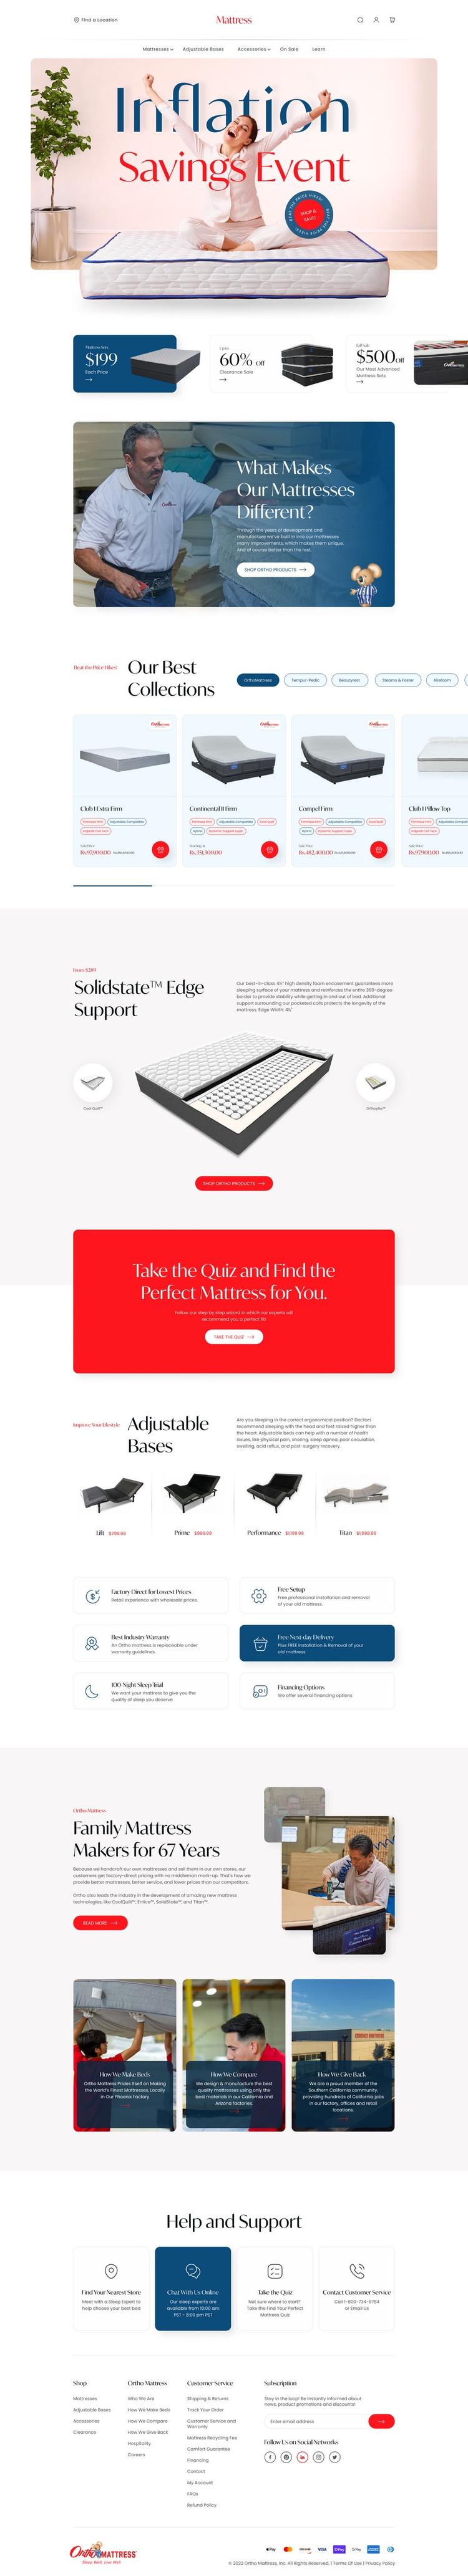 Find a Location
Mattress
Mattresses
Adjustable Bases
Accessories
On Sale
Learn
Inflation
Savings Event
SHOP &
SAVE!
Mattress Sets
$199
Each Price
Up to
60% off
Clearance Sale
Full Sale
$500off
Our Most Advanced
Mattress Sets
What Makes
Our Mattresses
Different?
Through the years of development and
manufacture we've built in into our mattresses
many improvements, which makes them unique.
And of course better than the rest.
SHOP ORTHO PRODUCTS
Beat the Price Hikes!
Our Best
Collections
OrthoMattress
Tempur-Pedic
Beautyrest
Stearns & Foster
Aireloom
Club I Extra Firm
Sale Price
Rs.97,900.00
Continental II Firm
Starting At
Rs.351,300.00
Compel Firm
Sale Price
Rs.482,400.00
Club I Pillow Top
Sale Price
Rs.97,900.00
Solidstate™ Edge
Support
Our best-in-class 45" high density foam encasement guarantees more
sleeping surface of your mattress and reinforces the entire 360-degree
border to provide stability while getting in and out of bed. Additional
support surrounding our pocketed coils protects the longevity of the
mattress. Edge Width: 45"
Cool Quilt™
Orthoplex™
SHOP ORTHO PRODUCTS
Take the Quiz and Find the
Perfect Mattress for You.
Follow our step by step wizard in which our experts will
recommend you a perfect fit!
TAKE THE QUIZ
Improve Your Lifestyle
Adjustable
Bases
Are you sleeping in the correct ergonomical position? Doctors
recommend sleeping with the head and feet raised higher than
the heart. Adjustable beds can help with a number of health
issues, like physical pain, snoring, sleep apnea, poor circulation,
swelling, acid reflux, and post-surgery recovery.
Lift $799.99
Prime $999.99
Performance $1,199.99
Titan $1,999.99
Factory Direct for Lowest Prices
Retail experience with wholesale prices.
Free Setup
Free professional installation and removal
of your old mattress.
Best Industry Warranty
An Ortho mattress is replaceable under
warranty guidelines.
Free Next-day Delivery
Plus FREE Installation & Removal of your
old mattress
100-Night Sleep Trial
We want your mattress to give you the
quality of sleep you deserve
Financing Options
We offer several financing options
Ortho Mattress
Family Mattress
Makers for 67 Years
Because we handcraft our own mattresses and sell them in our own stores, our
customers get factory-direct pricing with no middleman mark-up. That's how we
provide better mattresses, better service, and lower prices than our competitors.
Ortho also leads the industry in the development of amazing new mattress
technologies, like CoolQuilt™, Enliox™, SolidState™, and Titan™.
READ MORE
How We Make Beds
Ortho Mattress Prides Itself on Making
the World's Finest Mattresses, Locally
in Our Phoenix Factory
How We Compare
We design & manufacture the best
quality mattresses using only the
best materials in our California and
Arizona factories.
How We Give Back
We are a proud member of the
Southern California community,
providing hundreds of California jobs
in our factory, offices and retail
locations.
Help and Support
Find Your Nearest Store
Meet with a Sleep Expert to
help choose your best bed
Chat With Us Online
Our sleep experts are
available from 10:00 am
PST - 8:00 pm PST
Take the Quiz
Not sure where to start?
Take the Find Your Perfect
Mattress Quiz
Contact Customer Service
Call 1-800-734-6784
or Email Us
Shop
Mattresses
Adjustable Bases
Accessories
Clearance
Ortho Mattress
Who We Are
How We Make Beds
How We Compare
How We Give Back
Hospitality
Careers
Customer Service
Shipping & Returns
Track Your Order
Customer Service and
Warranty
Mattress Recycling Fee
Comfort Guarantee
Financing
Contact
My Account
FAQs
Refund Policy
Subscription
Stay in the loop! Be instantly informed about
news, product promotions and discounts!
Enter email address
Follow Us on Social Networks
Ortho MATTRESS
Sleep Well, Live Well
© 2022 Ortho Mattress, Inc. All Rights Reserved. | Terms Of Use | Privacy Policy